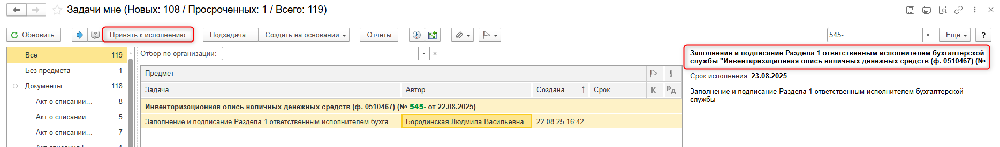 Задачи мне (Новых: 108 / Просроченных: 1 / Всего: 119)
Обновить
Принять к исполнению
Подзадача...
Создать на основании
Отчеты
545-
×
Еще
?
Все 119
Без предмета 1
Документы 118
Акт о списании... 8
Акт о списании... 5
Акт о списании... 7
Отбор по организации:
Предмет
Задача Автор Создана ↑ Срок К Рд
Инвентаризационная опись наличных денежных средств (ф. 0510467) (№ 545- от 22.08.2025)
Заполнение и подписание Раздела 1 ответственным исполнителем бухга... Бородинская Людмила Васильевна 22.08.25 16:42
Заполнение и подписание Раздела 1 ответственным исполнителем бухгалтерской
службы "Инвентаризационная опись наличных денежных средств (ф. 0510467) (№
Срок исполнения: 23.08.2025
Заполнение и подписание Раздела 1 ответственным исполнителем бухгалтерской
службы